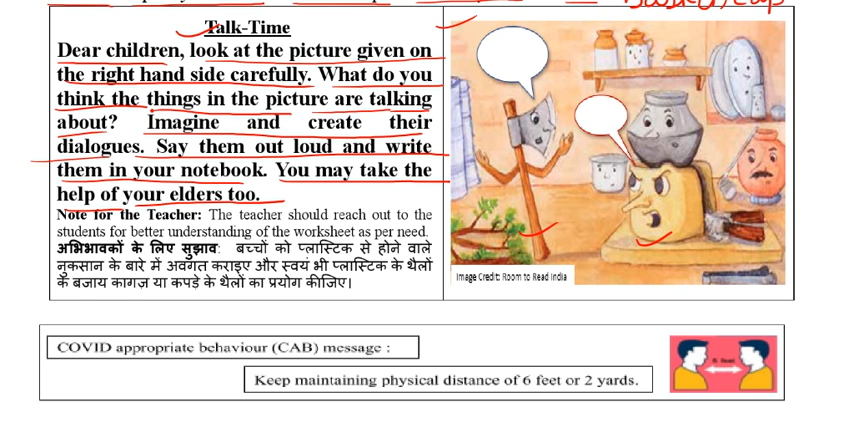 Talk-Time
Dear children, look at the picture given on
the right hand side carefully. What do you
think the things in the picture are talking
about? Imagine and create their
dialogues. Say them out loud and write
them in your notebook. You may take the
help of your elders too.
Note for the Teacher: The teacher should reach out to the
students for better understanding of the worksheet as per need.
अभिभावकों के लिए सुझाव: बच्चों को प्लास्टिक से होने वाले
नुकसान के बारे में अवगत कराइए और स्वयं भी प्लास्टिक के थैलों
के बजाय कागज़ या कपड़े के थैलों का प्रयोग कीजिए।
Image Credit: Room to Read India
COVID appropriate behaviour (CAB) message :
Keep maintaining physical distance of 6 feet or 2 yards.
6 feet